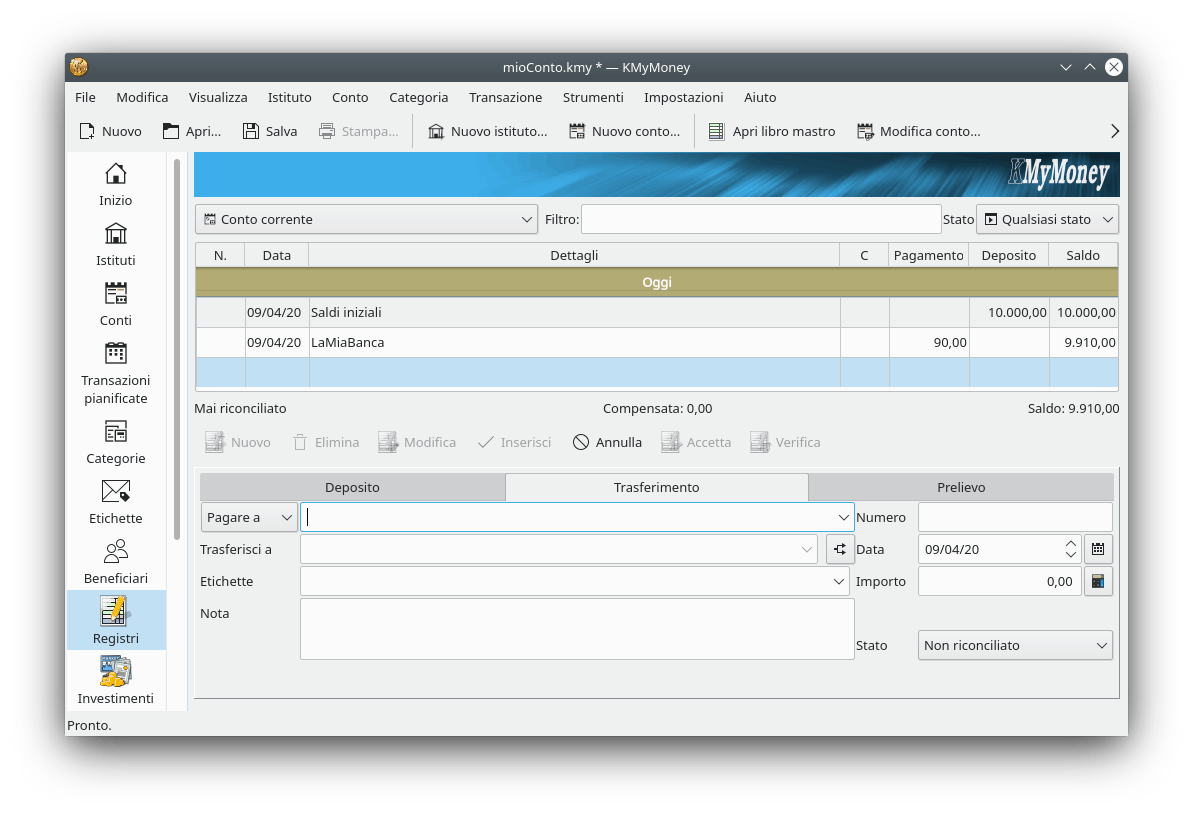 mioConto.kmy * — KMyMoney
File Modifica Visualizza Istituto Conto Categoria Transazione Strumenti Impostazioni Aiuto
Nuovo Apri... Salva Stampa... Nuovo istituto... Nuovo conto... Apri libro mastro Modifica conto...
Inizio
Istituti
Conti
Transazioni
pianificate
Categorie
Etichette
Beneficiari
Registri
Investimenti
KMyMoney
Conto corrente Filtro: Stato Qualsiasi stato
N. Data Dettagli C Pagamento Deposito Saldo
Oggi
09/04/20 Saldi iniziali 10.000,00 10.000,00
09/04/20 LaMiaBanca 90,00 9.910,00
Mai riconciliato Compensata: 0,00 Saldo: 9.910,00
Nuovo Elimina Modifica Inserisci Annulla Accetta Verifica
Deposito Trasferimento Prelievo
Pagare a Numero
Trasferisci a Data 09/04/20
Etichette Importo 0,00
Nota
Stato Non riconciliato
Pronto.